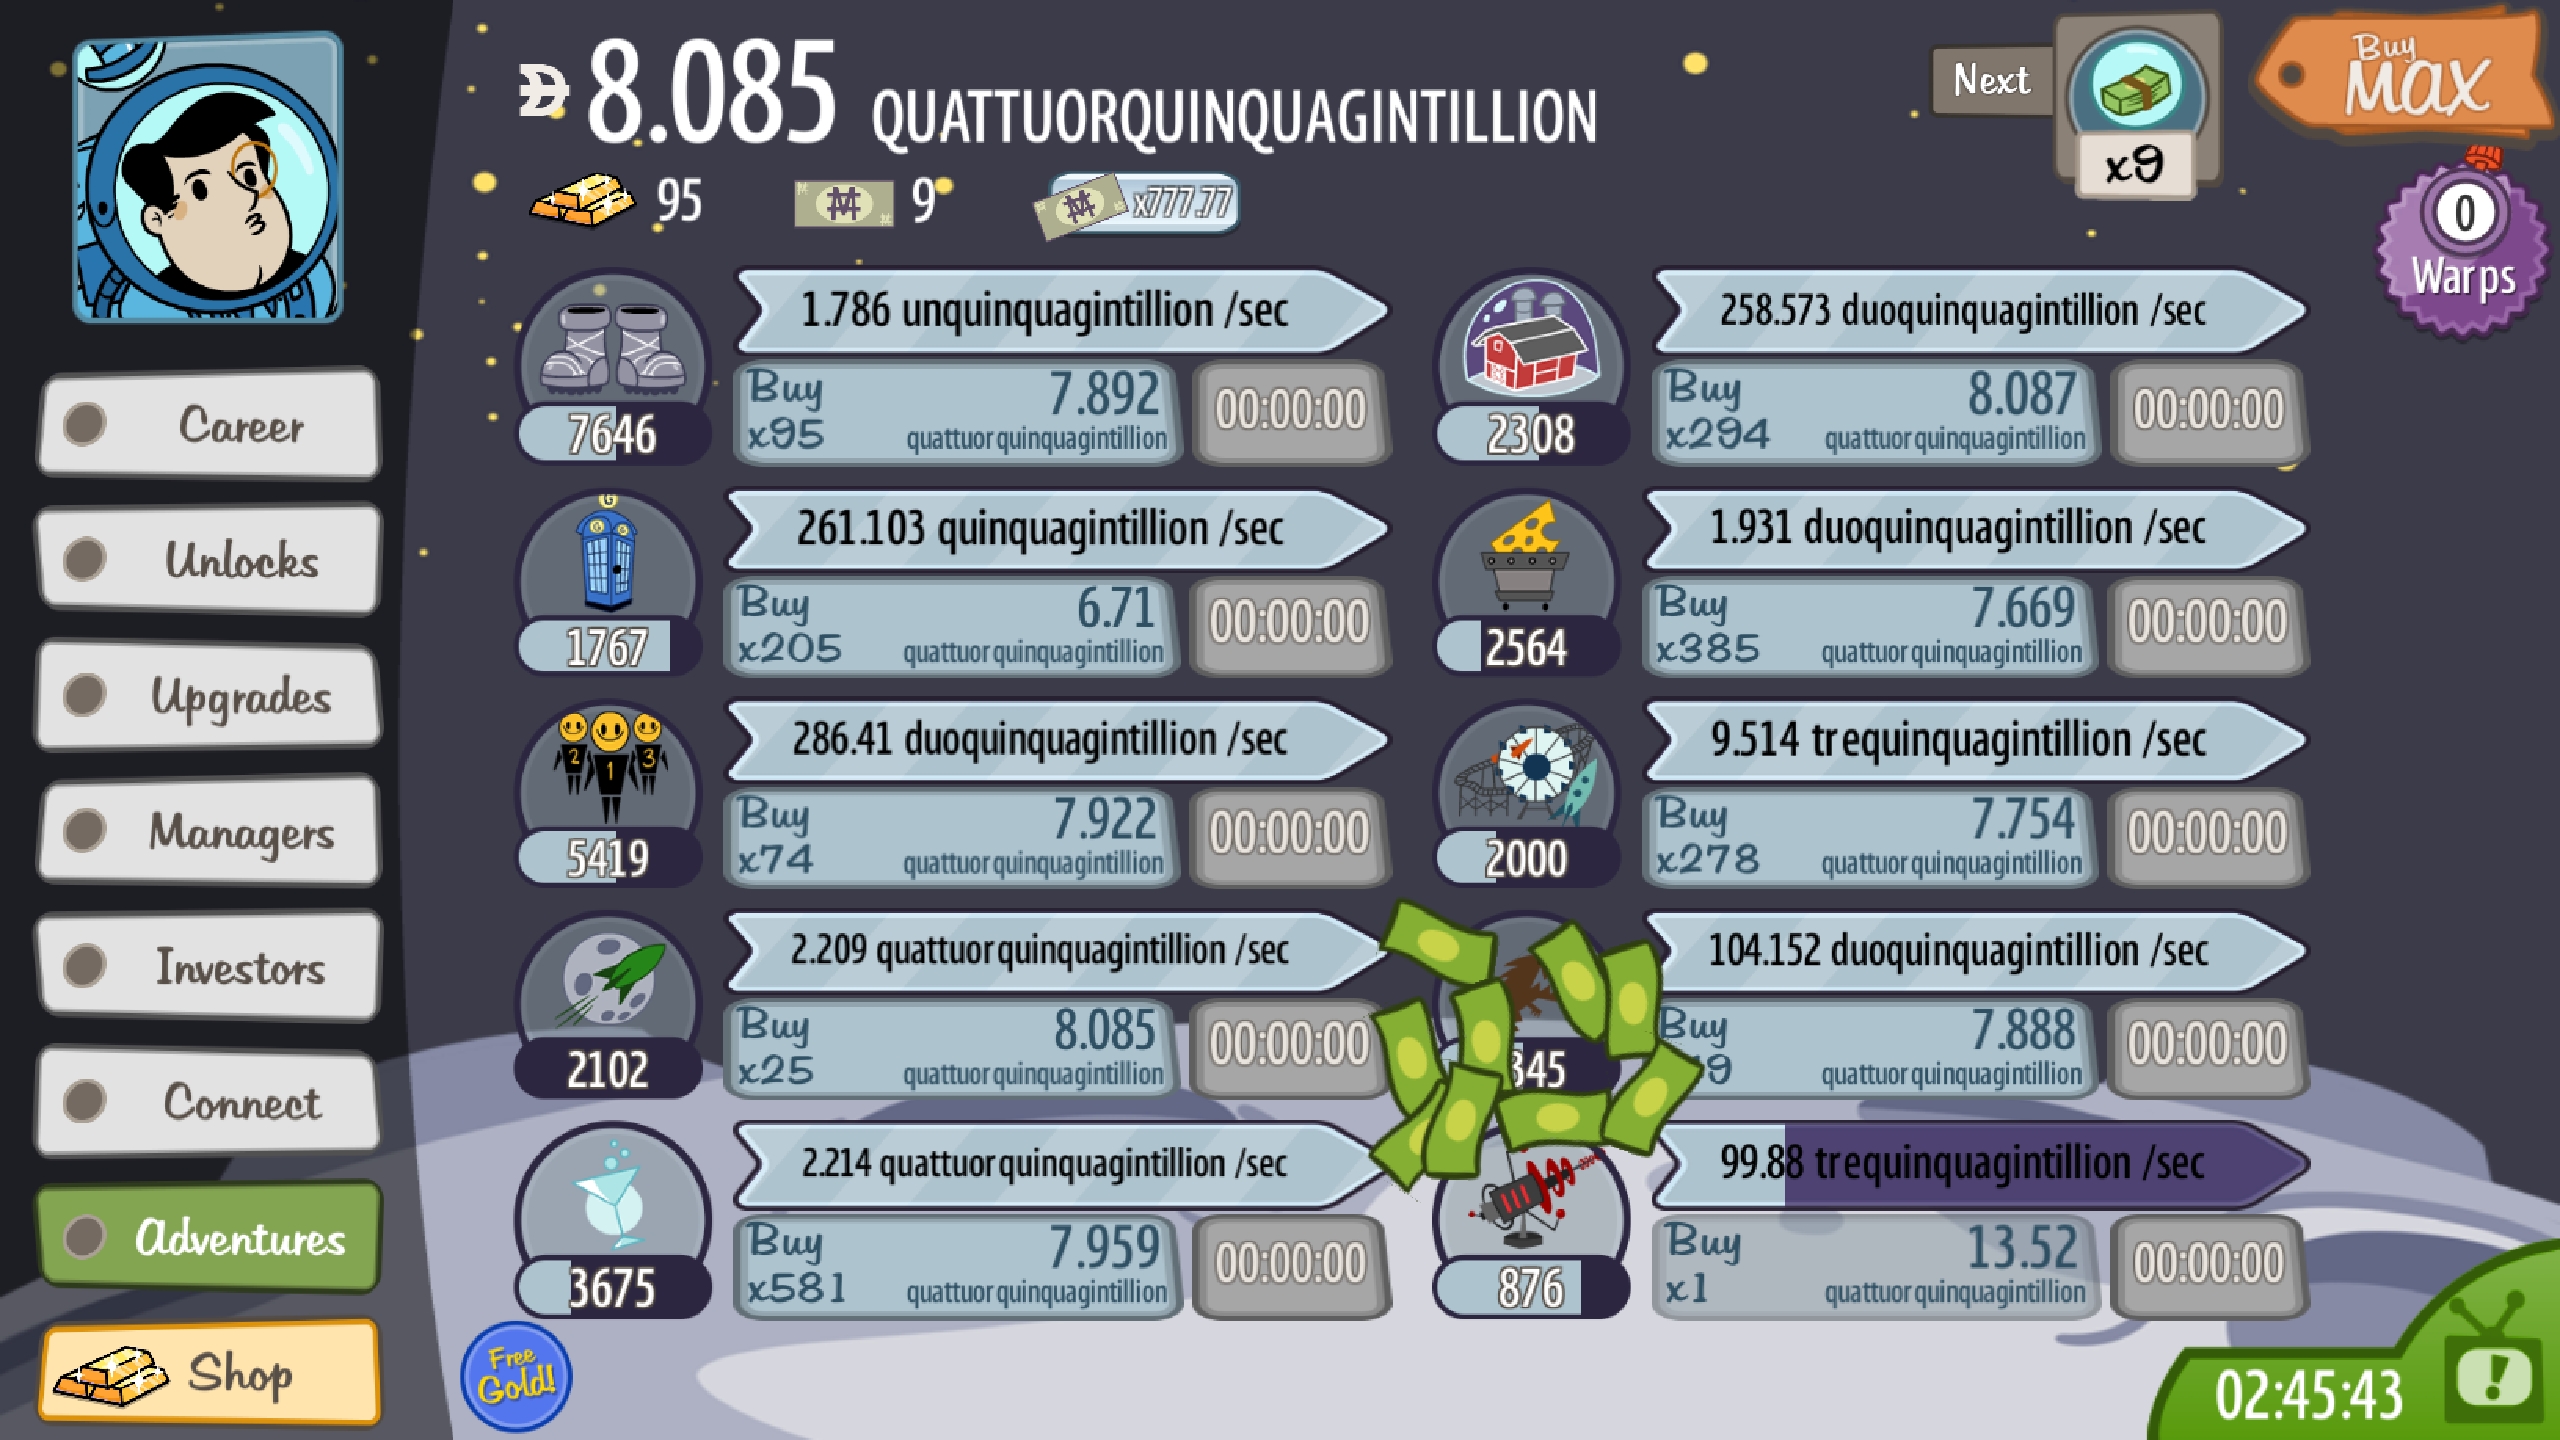 8.085 QUATTUORQUINQUAGINTILLION
95
9
x777.77
Next
x9
Buy
MAX
0
Warps
Career
Unlocks
Upgrades
Managers
Investors
Connect
Adventures
Shop
1.786 unquinquagintillion /sec
7646
Buy
x95
7.892
quattuorquinquagintillion
00:00:00
258.573 duoquinquagintillion /sec
2308
Buy
x294
8.087
quattuorquinquagintillion
00:00:00
G
261.103 quinquagintillion /sec
1767
Buy
x205
6.71
quattuorquinquagintillion
00:00:00
1.931 duoquinquagintillion /sec
2564
Buy
x385
7.669
quattuorquinquagintillion
00:00:00
2 1 3
286.41 duoquinquagintillion /sec
5419
Buy
x74
7.922
quattuorquinquagintillion
00:00:00
9.514 trequinquagintillion /sec
2000
Buy
x278
7.754
quattuorquinquagintillion
00:00:00
2.209 quattuorquinquagintillion /sec
2102
Buy
x25
8.085
quattuorquinquagintillion
00:00:00
104.152 duoquinquagintillion /sec
Buy
7.888
quattuorquinquagintillion
00:00:00
2.214 quattuorquinquagintillion /sec
3675
Buy
x581
7.959
quattuorquinquagintillion
00:00:00
99.88 trequinquagintillion /sec
876
Buy
x1
13.52
quattuorquinquagintillion
00:00:00
Free
Gold!
02:45:43
!